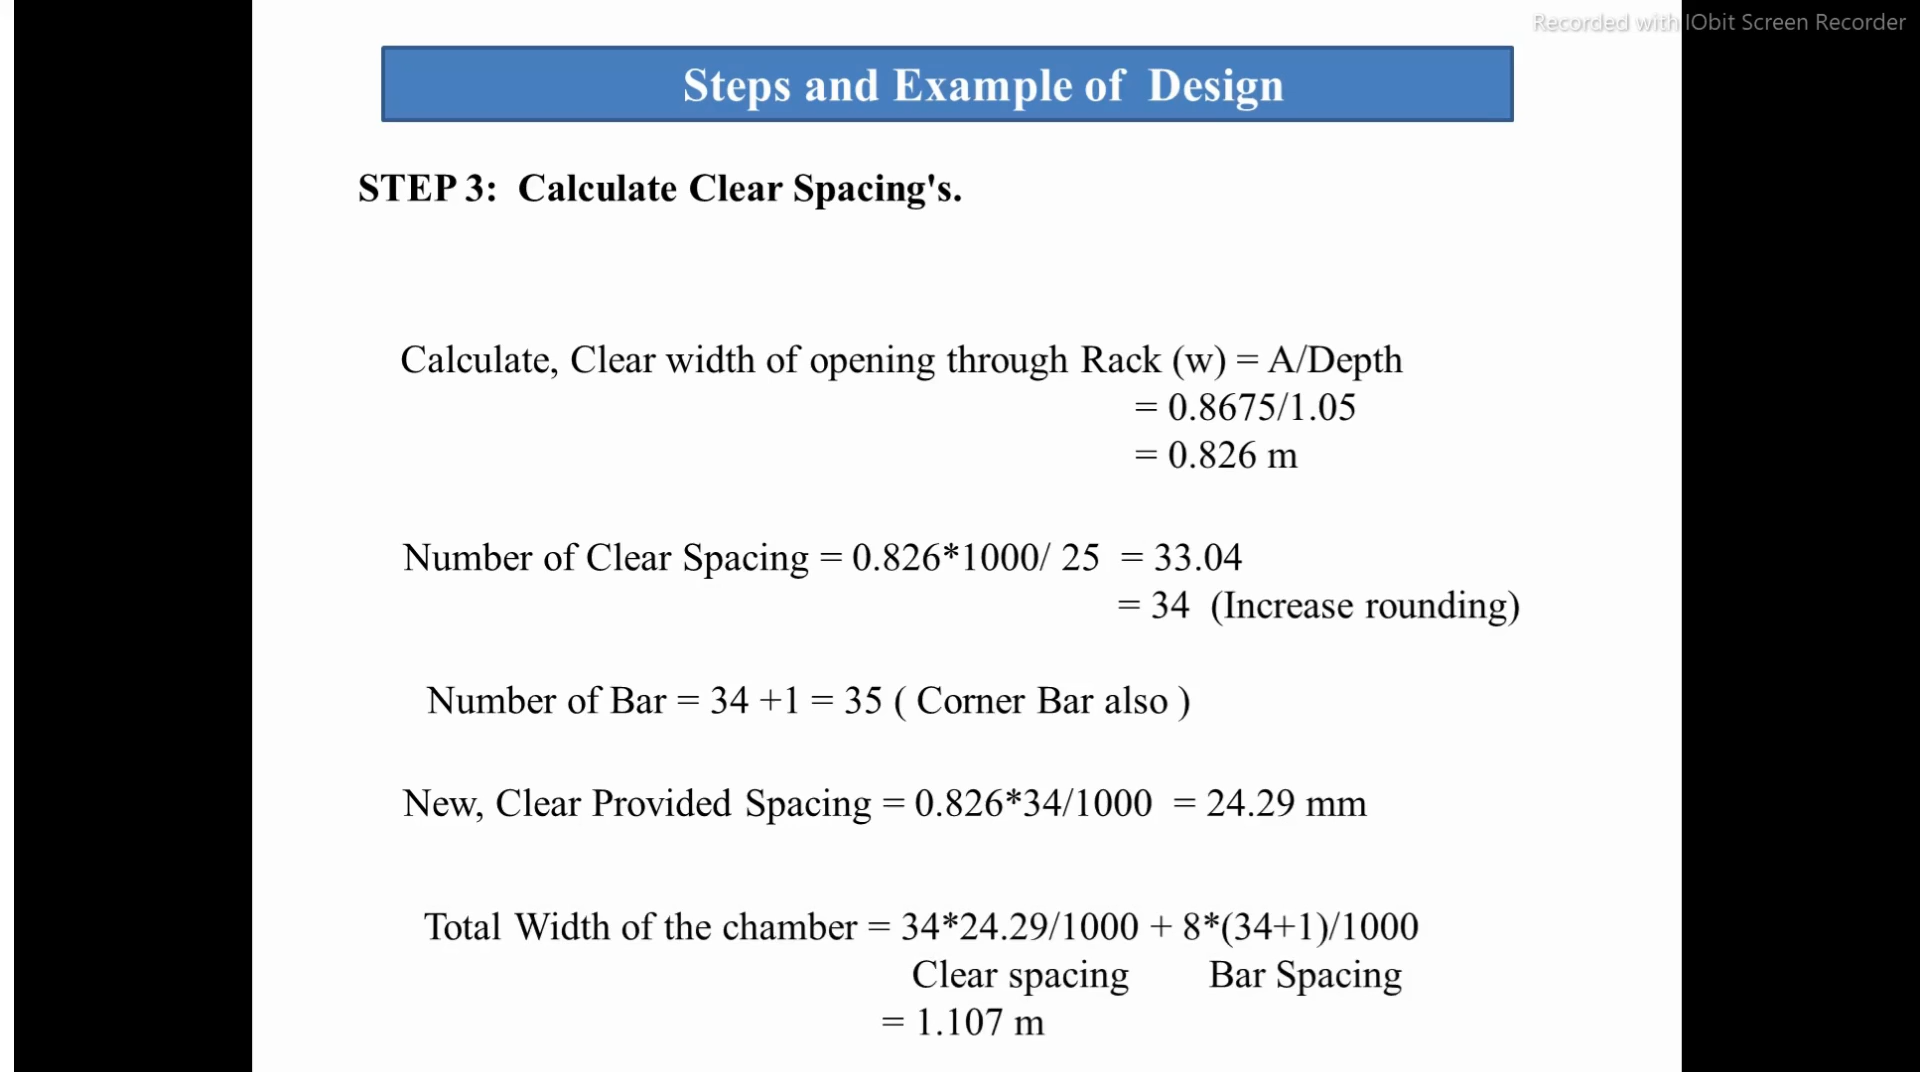 Recorded with IObit Screen Recorder
Steps and Example of Design
STEP 3: Calculate Clear Spacing's.
Calculate, Clear width of opening through Rack (w) = A/Depth
= 0.8675/1.05
= 0.826 m
Number of Clear Spacing = 0.826*1000/ 25 = 33.04
= 34 (Increase rounding)
Number of Bar = 34 +1 = 35 ( Corner Bar also )
New, Clear Provided Spacing = 0.826*34/1000 = 24.29 mm
Total Width of the chamber = 34*24.29/1000 + 8*(34+1)/1000
Clear spacing Bar Spacing
= 1.107 m